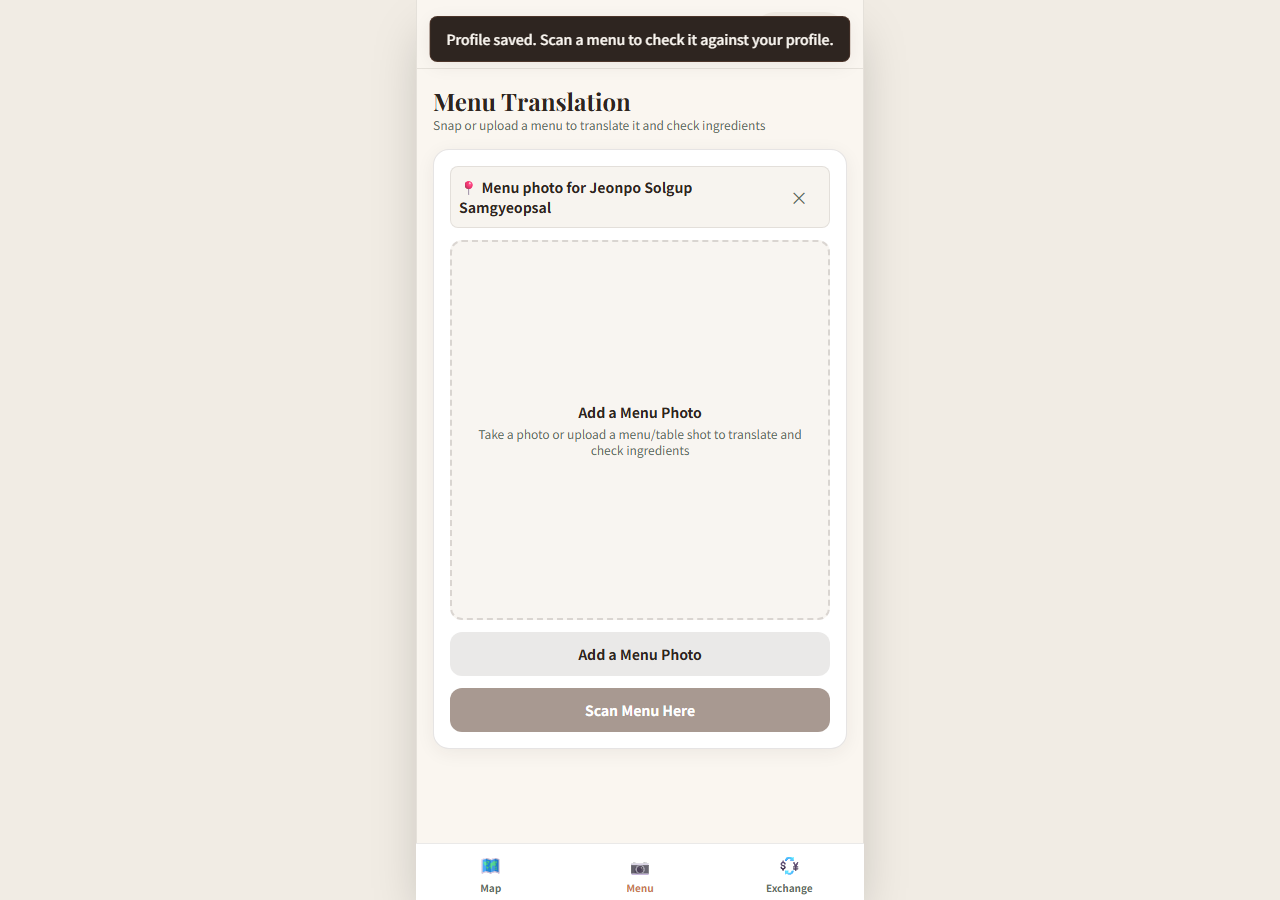 Profile saved. Scan a menu to check it against your profile.
Menu Translation
Snap or upload a menu to translate it and check ingredients
Menu photo for Jeonpo Solgup
Samgyeopsal
Add a Menu Photo
Take a photo or upload a menu/table shot to translate and
check ingredients
Add a Menu Photo
Scan Menu Here
Map
Menu
Exchange